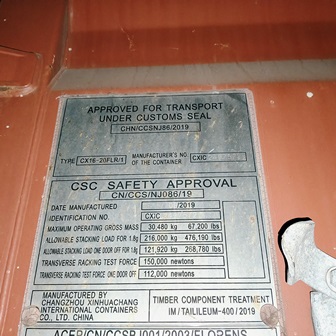 APPROVED FOR TRANSPORT
UNDER CUSTOMS SEAL
CHN/CCSNJ86/2019
TYPE CX16-20FLR/1 MANUFACTURER'S NO. OF THE CONTAINER CXIC
CSC SAFETY APPROVAL
CN/CCS/NJ086/19
DATE MANUFACTURED /2019
IDENTIFICATION NO. CXIC
MAXIMUM OPERATING GROSS MASS 30,480 kg 67,200 lbs
ALLOWABLE STACKING LOAD FOR 1.8g 216,000 kg 476,190 lbs
ALLOWABLE STACKING LOAD ONE DOOR OFF FOR 1.8g 121,920 kg 268,780 lbs
TRANSVERSE RACKING TEST FORCE 150,000 newtons
TRANSVERSE RACKING TEST FORCE ONE DOOR OFF 112,000 newtons
MANUFACTURED BY
CHANGZHOU XINHUACHANG
INTERNATIONAL CONTAINERS
CO., LTD. CHINA
TIMBER COMPONENT TREATMENT
IM / TAILILEUM-400 / 2019